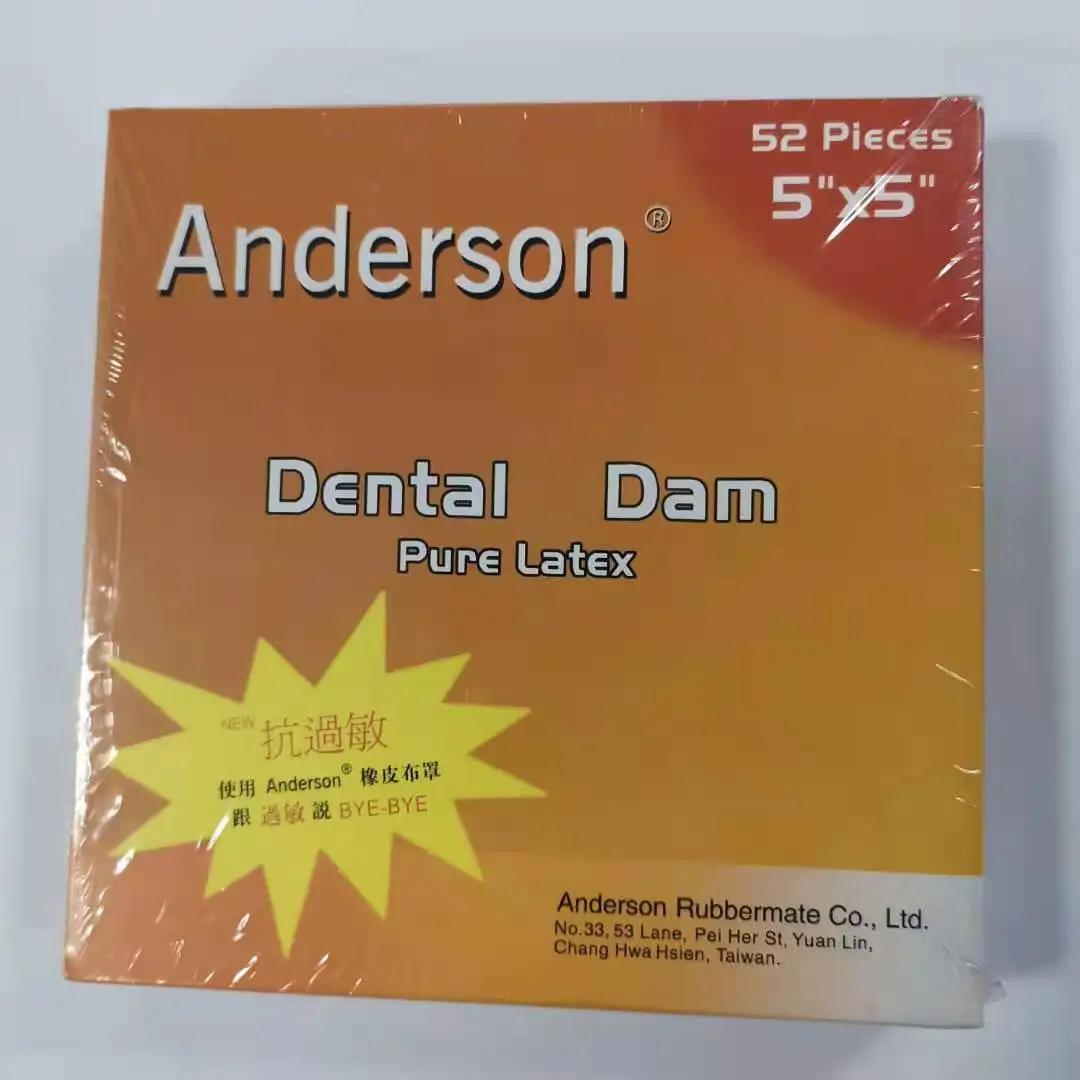 52 Pieces
5"x5"
Anderson®
Dental Dam
Pure Latex
NEW 抗過敏
使用 Anderson® 橡皮布罩
跟 過敏 説 BYE-BYE
Anderson Rubbermate Co., Ltd.
No.33, 53 Lane, Pei Her St, Yuan Lin,
Chang Hwa Hsien, Taiwan.